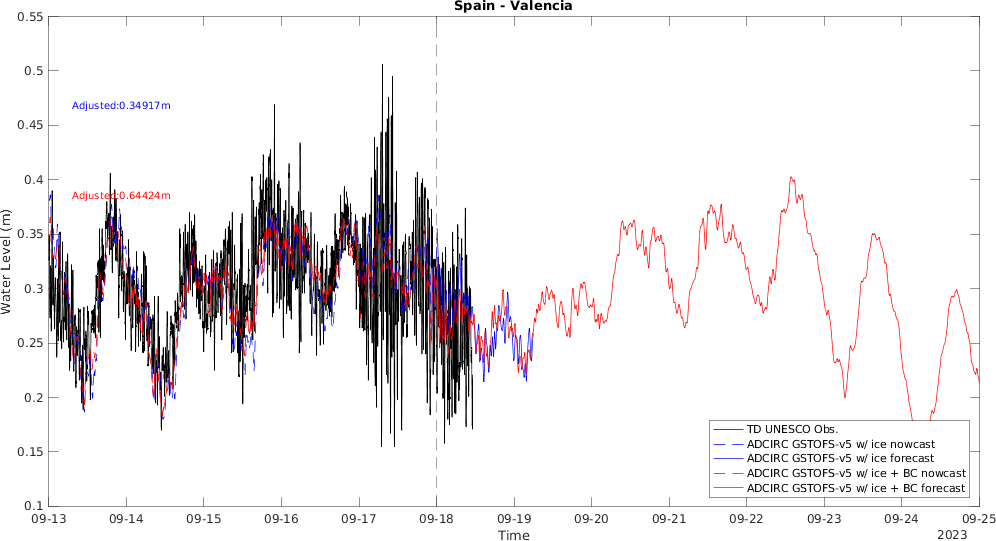 Spain - Valencia
0.55
0.5
0.45
0.4
0.35
0.3
0.25
0.2
0.15
0.1
Water Level (m)
Adjusted:0.34917m
Adjusted:0.64424m
TD UNESCO Obs.
ADCIRC GSTOFS-v5 w/ ice nowcast
ADCIRC GSTOFS-v5 w/ ice forecast
ADCIRC GSTOFS-v5 w/ ice + BC nowcast
ADCIRC GSTOFS-v5 w/ ice + BC forecast
09-13 09-14 09-15 09-16 09-17 09-18 09-19 09-20 09-21 09-22 09-23 09-24 09-25
Time
2023